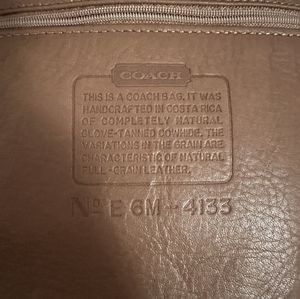 COACH
THIS IS A COACH BAG. IT WAS
HANDCRAFTED IN COSTA RICA
OF COMPLETELY NATURAL
GLOVE-TANNED COWHIDE. THE
VARIATIONS IN THE GRAIN ARE
CHARACTERISTIC OF NATURAL
FULL-GRAIN LEATHER.
No E6M-4133